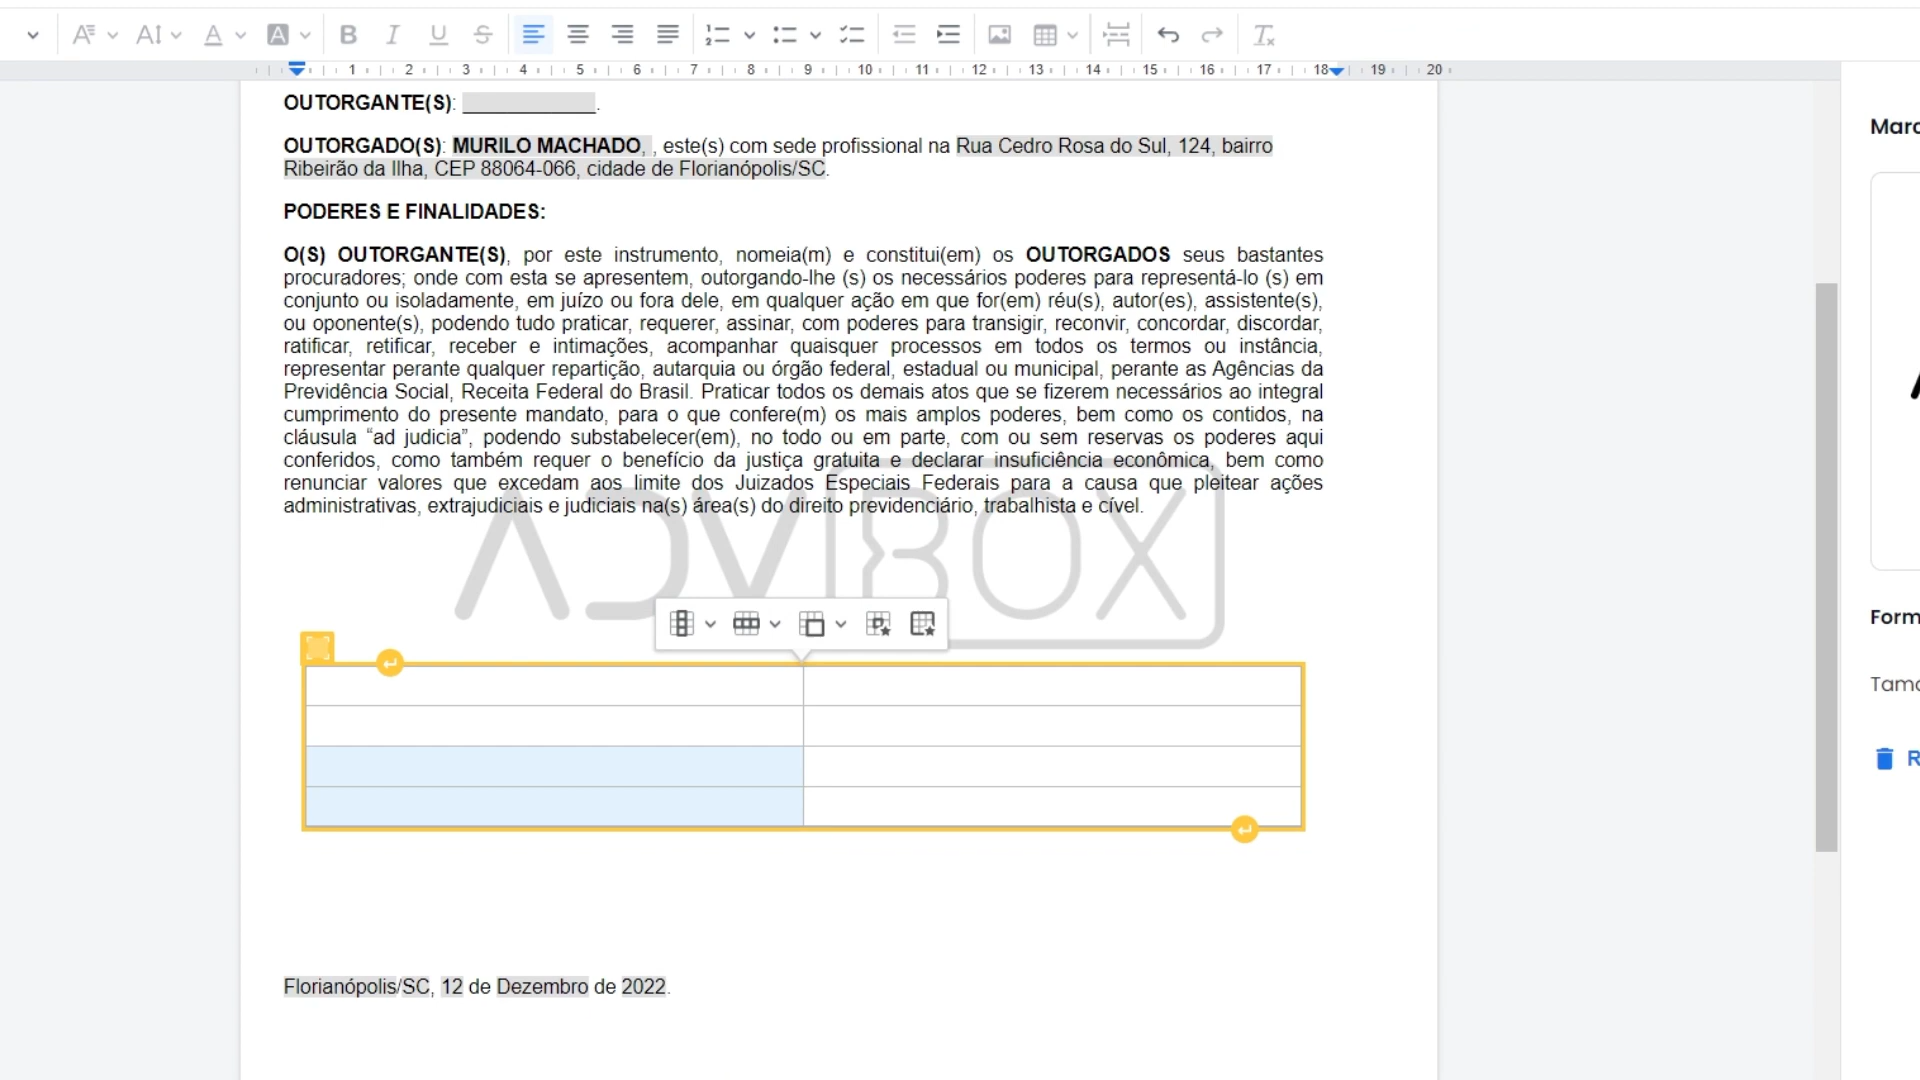 1 2 3 4 5 6 7 8 9 10 11 12 13 14 15 16 17 18 19 20
OUTORGANTE(S): ____________.
OUTORGADO(S): MURILO MACHADO, , este(s) com sede profissional na Rua Cedro Rosa do Sul, 124, bairro
Ribeirão da Ilha, CEP 88064-066, cidade de Florianópolis/SC.
PODERES E FINALIDADES:
O(S) OUTORGANTE(S), por este instrumento, nomeia(m) e constitui(em) os OUTORGADOS seus bastantes
procuradores; onde com esta se apresentem, outorgando-lhe (s) os necessários poderes para representá-lo (s) em
conjunto ou isoladamente, em juízo ou fora dele, em qualquer ação em que for(em) réu(s), autor(es), assistente(s),
ou oponente(s), podendo tudo praticar, requerer, assinar, com poderes para transigir, reconvir, concordar, discordar,
ratificar, retificar, receber e intimações, acompanhar quaisquer processos em todos os termos ou instância,
representar perante qualquer repartição, autarquia ou órgão federal, estadual ou municipal, perante as Agências da
Previdência Social, Receita Federal do Brasil. Praticar todos os demais atos que se fizerem necessários ao integral
cumprimento do presente mandato, para o que confere(m) os mais amplos poderes, bem como os contidos, na
cláusula “ad judicia”, podendo substabelecer(em), no todo ou em parte, com ou sem reservas os poderes aqui
conferidos, como também requer o benefício da justiça gratuita e declarar insuficiência econômica, bem como
renunciar valores que excedam aos limite dos Juizados Especiais Federais para a causa que pleitear ações
administrativas, extrajudiciais e judiciais na(s) área(s) do direito previdenciário, trabalhista e cível.
ADVBOX
Florianópolis/SC, 12 de Dezembro de 2022.
Marc
Form
Tama
R